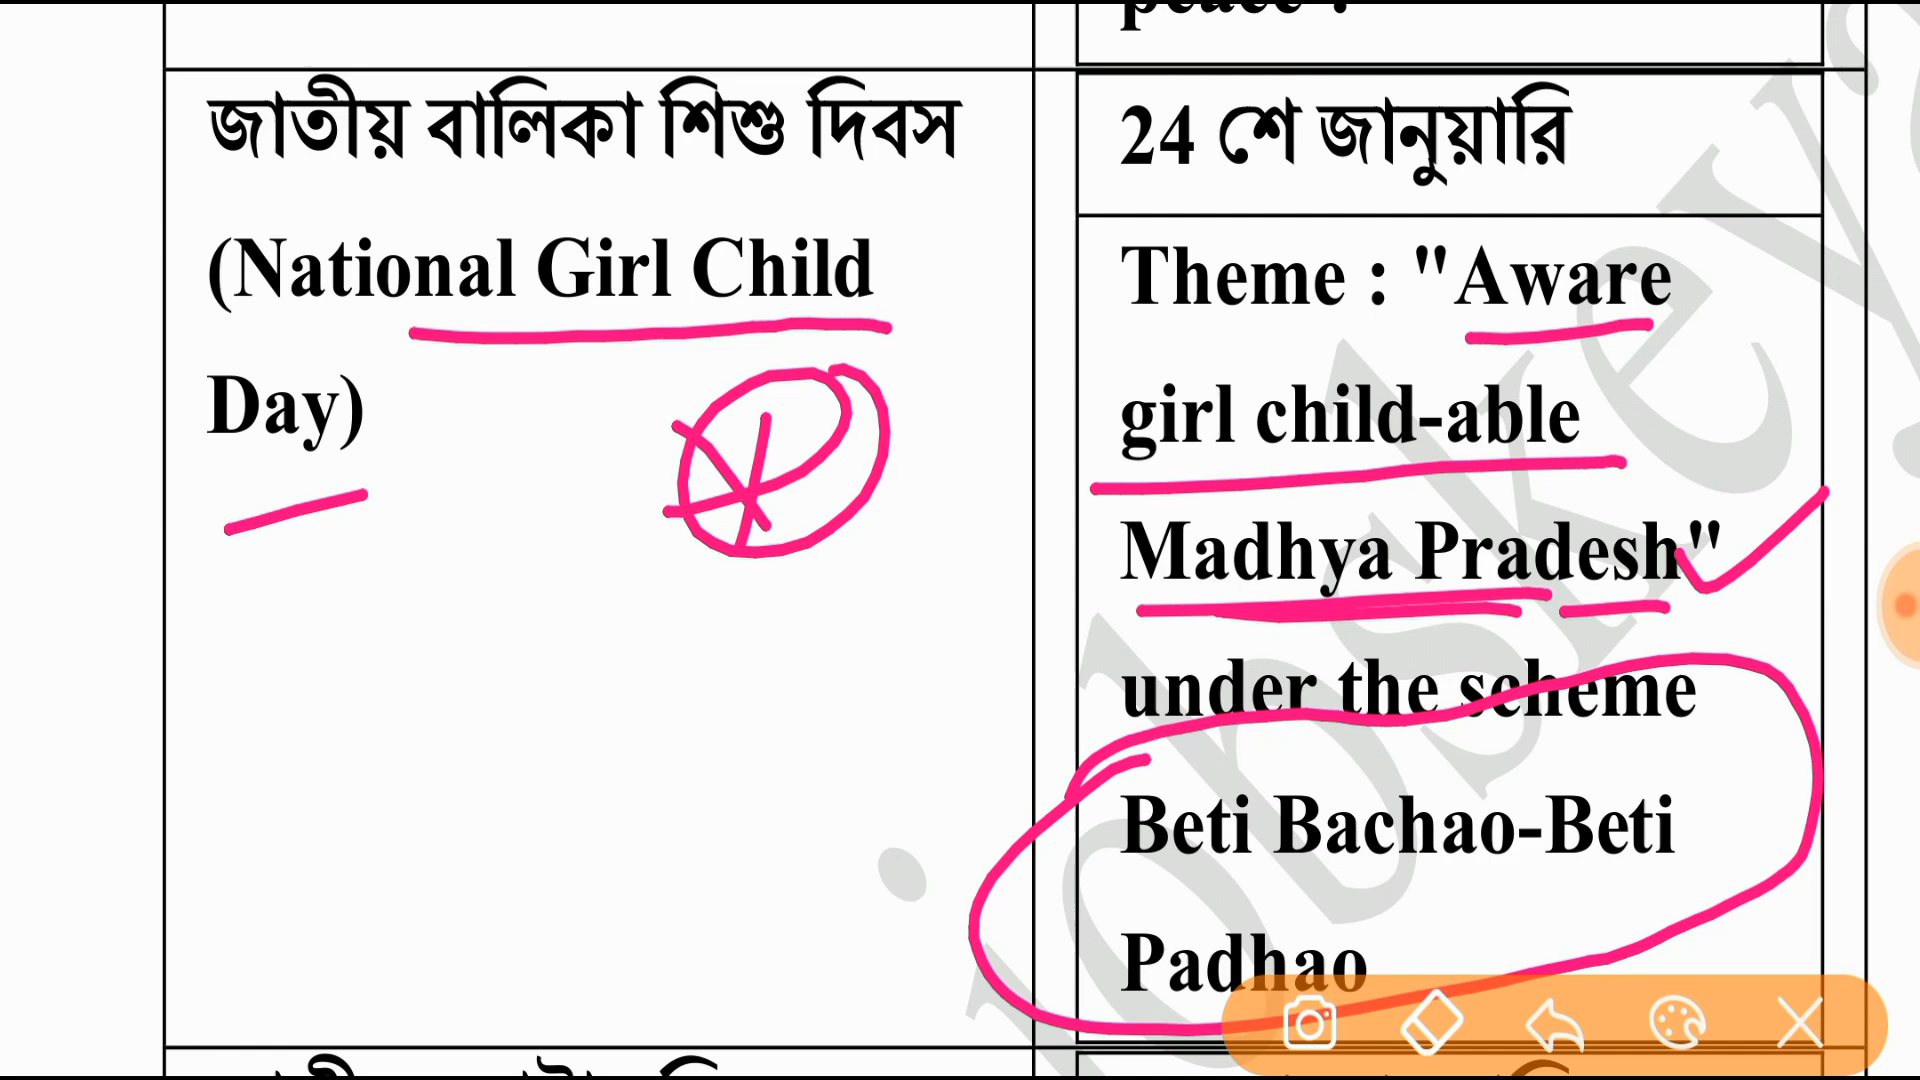 জাতীয় বালিকা শিশু দিবস
(National Girl Child
Day)
24 শে জানুয়ারি
Theme : "Aware
girl child-able
Madhya Pradesh"
under the scheme
Beti Bachao-Beti
Padhao